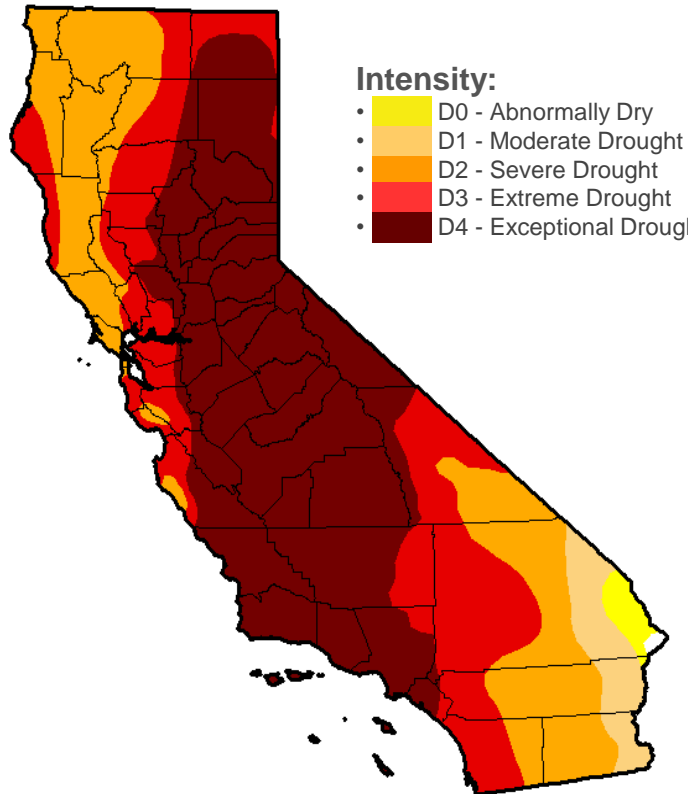 Intensity:
• D0 - Abnormally Dry
• D1 - Moderate Drought
• D2 - Severe Drought
• D3 - Extreme Drought
• D4 - Exceptional Drough